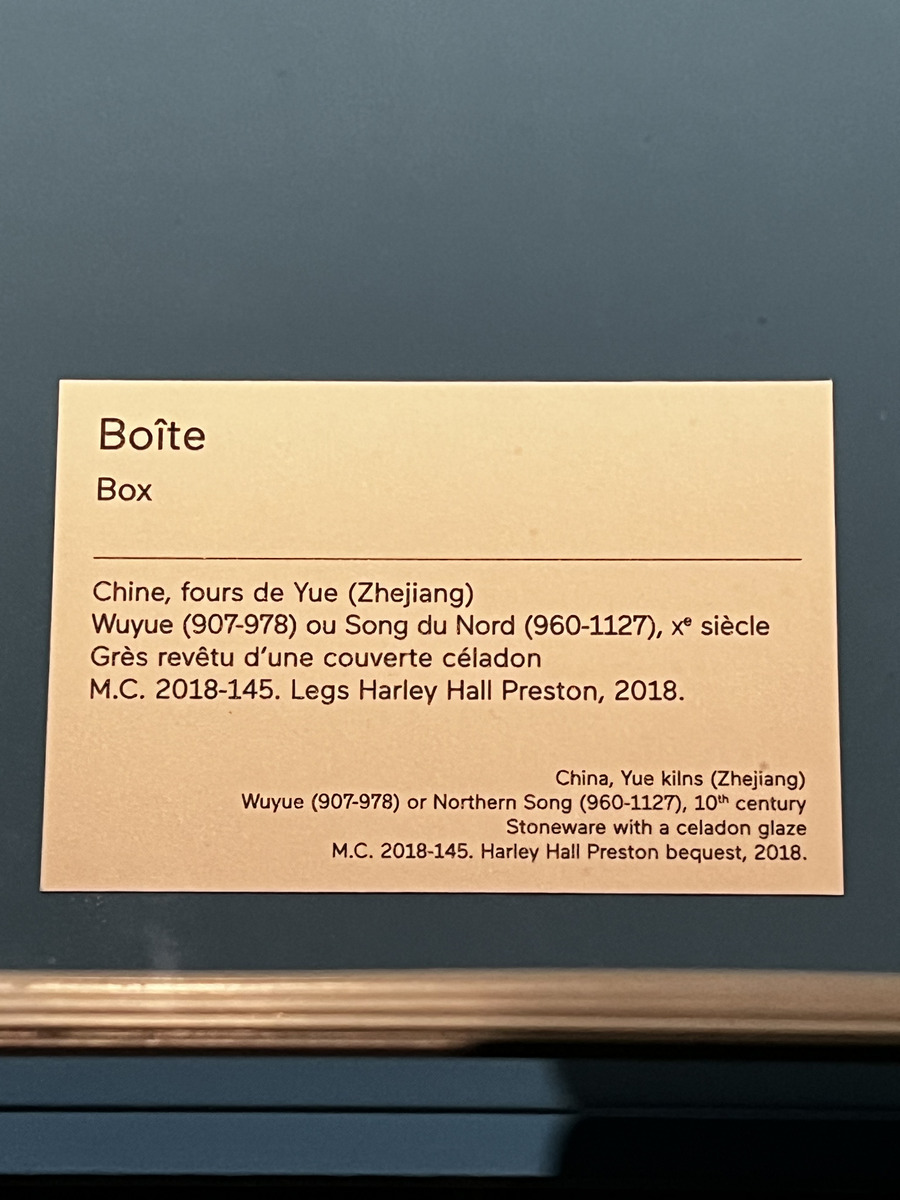 Boîte
Box
Chine, fours de Yue (Zhejiang)
Wuyue (907-978) ou Song du Nord (960-1127), xᵉ siècle
Grès revêtu d’une couverte céladon
M.C. 2018-145. Legs Harley Hall Preston, 2018.
China, Yue kilns (Zhejiang)
Wuyue (907-978) or Northern Song (960-1127), 10ᵗʰ century
Stoneware with a celadon glaze
M.C. 2018-145. Harley Hall Preston bequest, 2018.